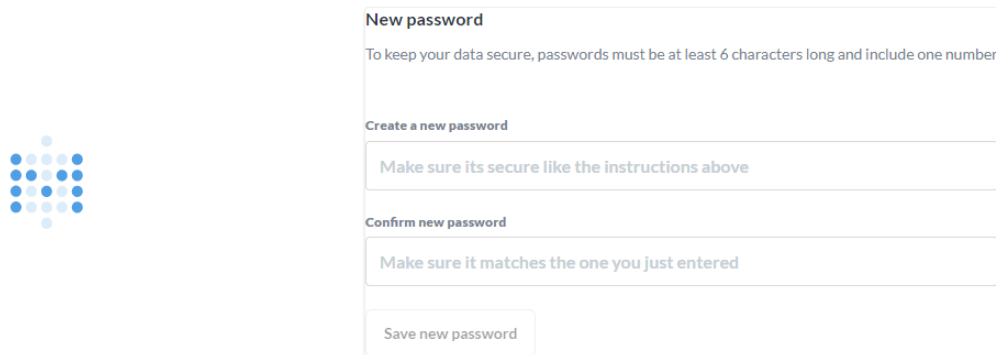 New password
To keep your data secure, passwords must be at least 6 characters long and include one number
Create a new password
Make sure its secure like the instructions above
Confirm new password
Make sure it matches the one you just entered
Save new password